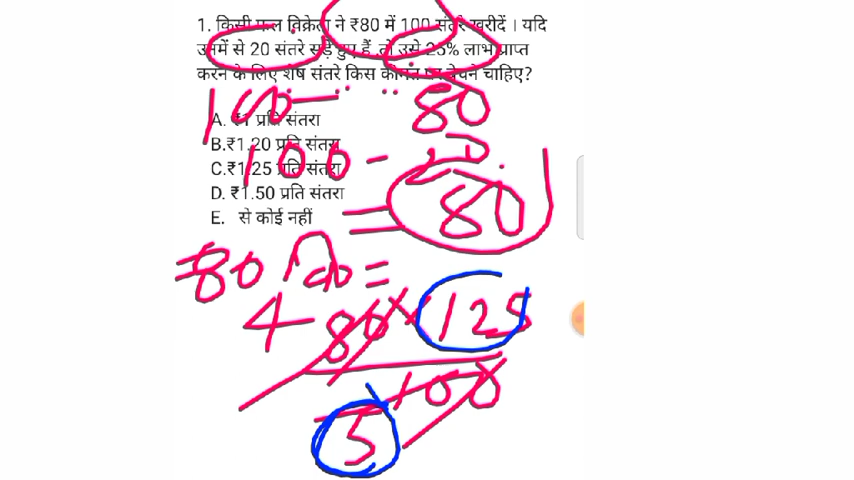 1. किसी फल विक्रेता ने ₹80 में 100 संतरे खरीदें । यदि
उनमें से 20 संतरे सड़े हुए हैं तो उसे 25% लाभ प्राप्त
करने के लिए शेष संतरे किस कीमत पर बेचने चाहिए?
100 80
A. ₹1 प्रति संतरा
B.₹1.20 प्रति संतरा
100 - 20
C.₹1.25 प्रति संतरा
D. ₹1.50 प्रति संतरा
= 80
E. से कोई नहीं
80 =
4 80 x 125
100
5